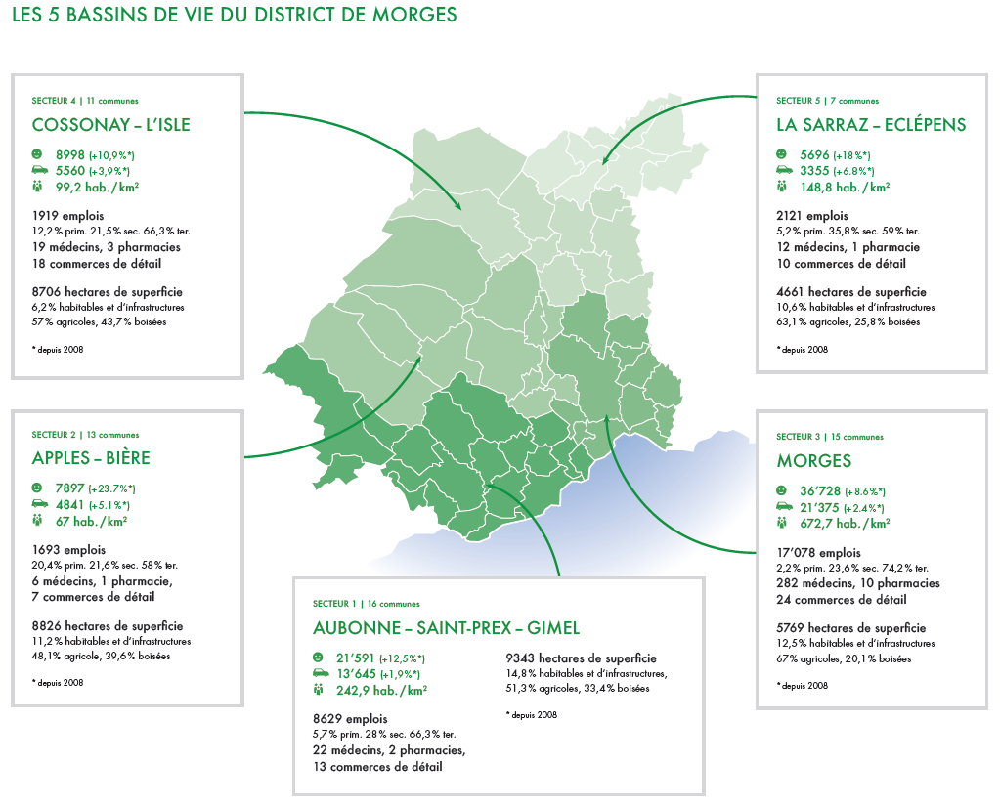 LES 5 BASSINS DE VIE DU DISTRICT DE MORGES
SECTEUR 4 | 11 communes
COSSONAY – L'ISLE
8998 (+10,9%*)
5560 (+3,9%*)
99,2 hab./km²
1919 emplois
12,2% prim. 21,5% sec. 66,3% ter.
19 médecins, 3 pharmacies
18 commerces de détail
8706 hectares de superficie
6,2% habitables et d'infrastructures
57% agricoles, 43,7% boisées
* depuis 2008
SECTEUR 5 | 7 communes
LA SARRAZ – ECLÉPENS
5696 (+18%*)
3355 (+6.8%*)
148,8 hab./km²
2121 emplois
5,2% prim. 35,8% sec. 59% ter.
12 médecins, 1 pharmacie
10 commerces de détail
4661 hectares de superficie
10,6% habitables et d'infrastructures
63,1% agricoles, 25,8% boisées
* depuis 2008
SECTEUR 2 | 13 communes
APPLES – BIÈRE
7897 (+23.7%*)
4841 (+5.1%*)
67 hab./km²
1693 emplois
20,4% prim. 21,6% sec. 58% ter.
6 médecins, 1 pharmacie,
7 commerces de détail
8826 hectares de superficie
11,2% habitables et d'infrastructures
48,1% agricole, 39,6% boisées
* depuis 2008
SECTEUR 3 | 15 communes
MORGES
36'728 (+8.6%*)
21'375 (+2.4%*)
672,7 hab./km²
17'078 emplois
2,2% prim. 23,6% sec. 74,2% ter.
282 médecins, 10 pharmacies
24 commerces de détail
5769 hectares de superficie
12,5% habitables et d'infrastructures
67% agricoles, 20,1% boisées
* depuis 2008
SECTEUR 1 | 16 communes
AUBONNE – SAINT-PREX – GIMEL
21'591 (+12,5%*)
13'645 (+1,9%*)
242,9 hab./km²
8629 emplois
5,7% prim. 28% sec. 66,3% ter.
22 médecins, 2 pharmacies,
13 commerces de détail
9343 hectares de superficie
14,8% habitables et d'infrastructures,
51,3% agricoles, 33,4% boisées
* depuis 2008